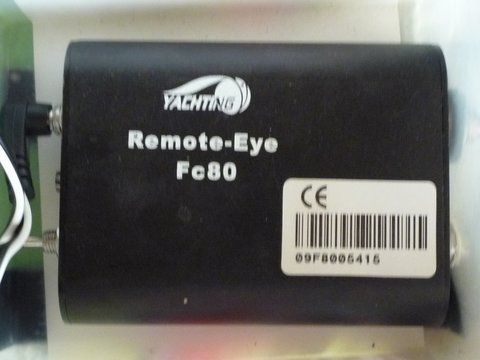 YACHTING
Remote-Eye
Fc80
CE
09F8005415